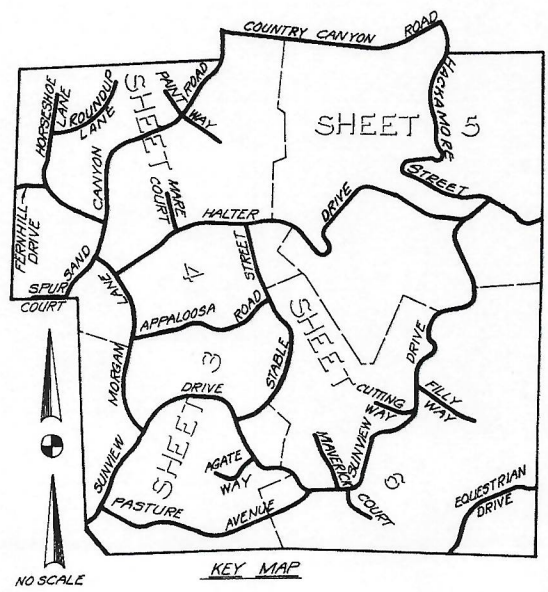 COUNTRY CANYON ROAD
HACKAMORE
STREET
SHEET 5
HORSESHOE
LANE
ROUNDUP
LANE
PAINT
WAY
SAND CANYON ROAD
SHEET 4
MARE
COURT
HALTER DRIVE
FERNHILL
DRIVE
SPUR
COURT
MORGAN LANE
APPALOOSA ROAD
STABLE STREET
SHEET 3
SHEET 6
SUNVIEW DRIVE
CUTTING
WAY
FILLY
WAY
SUNVIEW DRIVE
MAVERICK
COURT
AGATE
WAY
PASTURE AVENUE
EQUESTRIAN
DRIVE
NO SCALE
KEY MAP